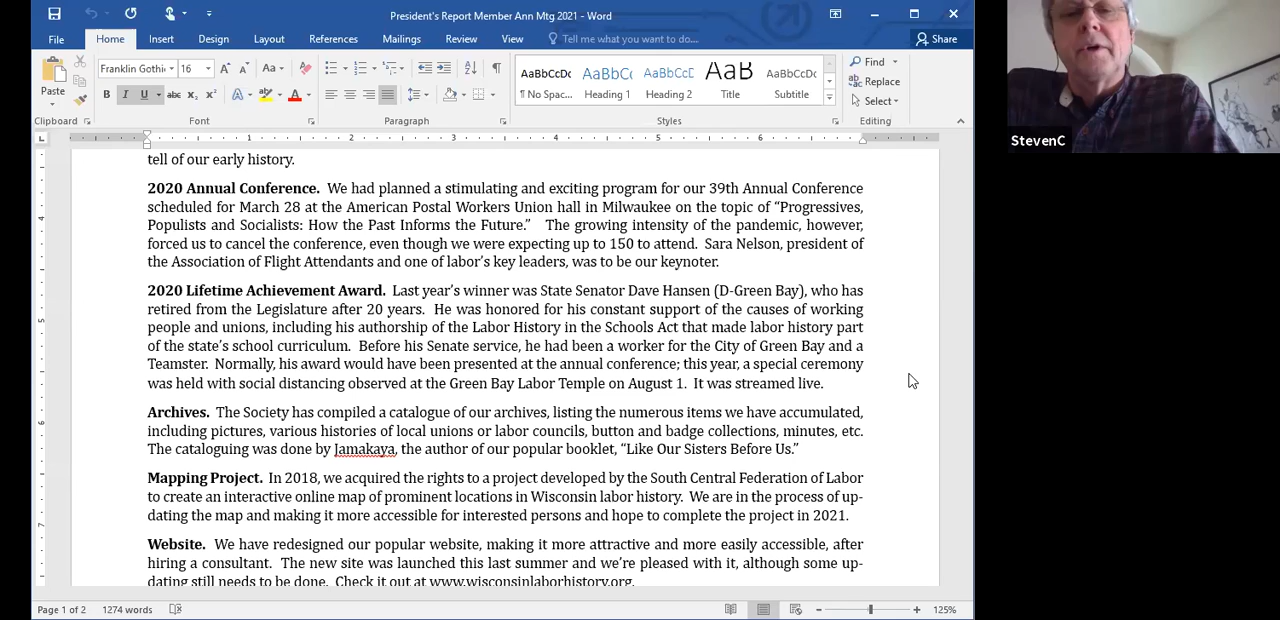 President's Report Member Ann Mtg 2021 - Word
File Home Insert Design Layout References Mailings Review View Tell me what you want to do... Share
Paste
Franklin Gothi 16
Aa
B I U abc x₂ x²
A
AaBbCcDc AaBbCc AaBbCcD AaB AaBbCcDc
¶ No Spac... Heading 1 Heading 2 Title Subtitle
Find
Replace
Select
Clipboard Font Paragraph Styles Editing
StevenC
1 2 3 4 5 6
4
5
6
7
tell of our early history.
2020 Annual Conference. We had planned a stimulating and exciting program for our 39th Annual Conference
scheduled for March 28 at the American Postal Workers Union hall in Milwaukee on the topic of “Progressives,
Populists and Socialists: How the Past Informs the Future.” The growing intensity of the pandemic, however,
forced us to cancel the conference, even though we were expecting up to 150 to attend. Sara Nelson, president of
the Association of Flight Attendants and one of labor’s key leaders, was to be our keynoter.
2020 Lifetime Achievement Award. Last year’s winner was State Senator Dave Hansen (D-Green Bay), who has
retired from the Legislature after 20 years. He was honored for his constant support of the causes of working
people and unions, including his authorship of the Labor History in the Schools Act that made labor history part
of the state’s school curriculum. Before his Senate service, he had been a worker for the City of Green Bay and a
Teamster. Normally, his award would have been presented at the annual conference; this year, a special ceremony
was held with social distancing observed at the Green Bay Labor Temple on August 1. It was streamed live.
Archives. The Society has compiled a catalogue of our archives, listing the numerous items we have accumulated,
including pictures, various histories of local unions or labor councils, button and badge collections, minutes, etc.
The cataloguing was done by Jamakaya, the author of our popular booklet, “Like Our Sisters Before Us.”
Mapping Project. In 2018, we acquired the rights to a project developed by the South Central Federation of Labor
to create an interactive online map of prominent locations in Wisconsin labor history. We are in the process of up-
dating the map and making it more accessible for interested persons and hope to complete the project in 2021.
Website. We have redesigned our popular website, making it more attractive and more easily accessible, after
hiring a consultant. The new site was launched this last summer and we’re pleased with it, although some up-
dating still needs to be done. Check it out at www.wisconsinlaborhistory.org.
Page 1 of 2 1274 words 125%